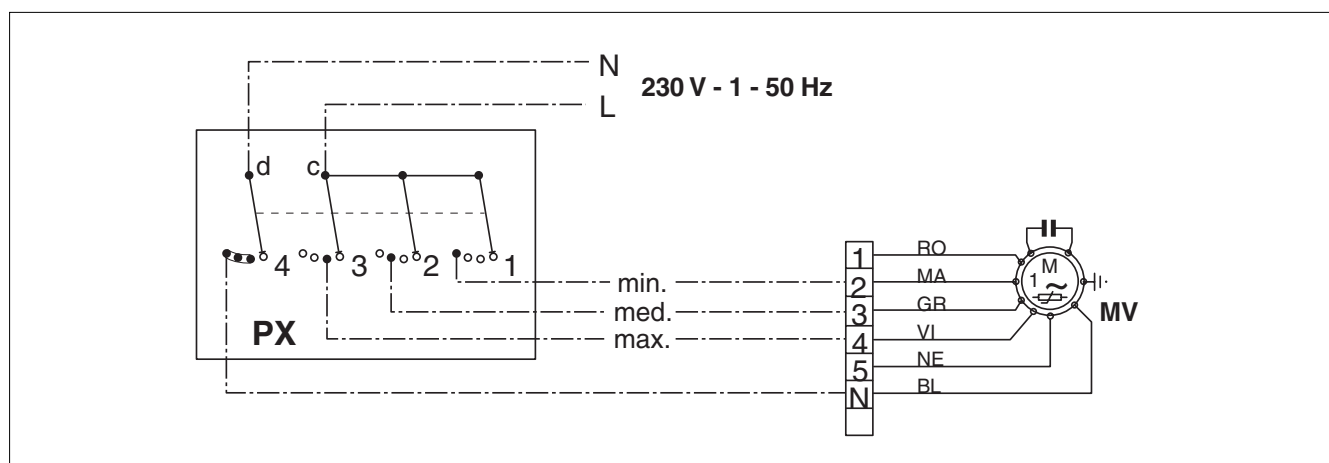 N
230 V - 1 - 50 Hz
L
d c
4 3 2 1
PX
min.
med.
max.
1 RO
2 MA
3 GR
4 VI
5 NE
N BL
M
1 ~
MV